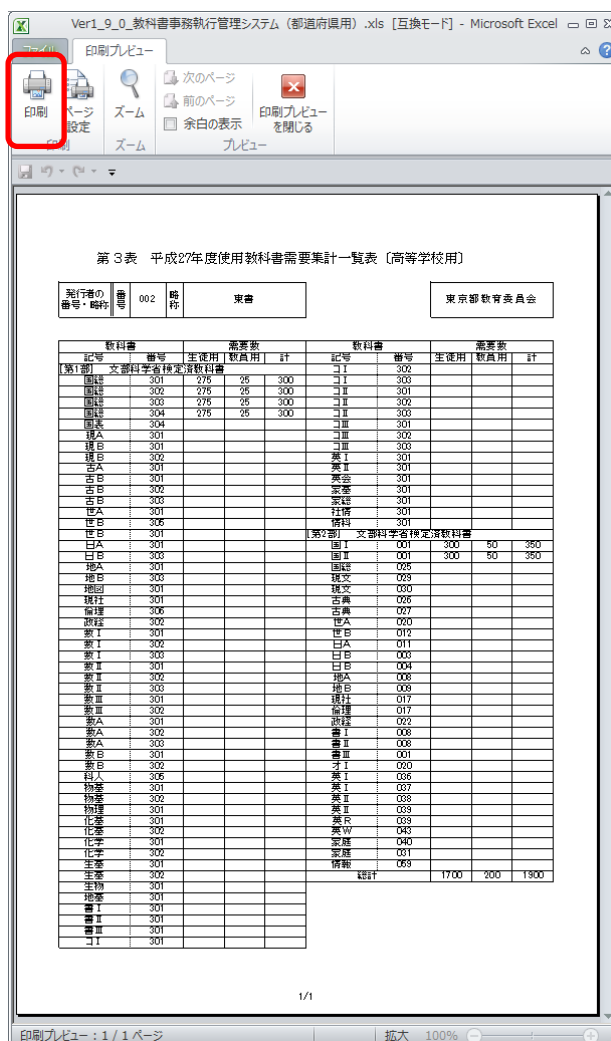 Ver1_9_0_教科書事務執行管理システム（都道府県用）.xls [互換モード] - Microsoft Excel
ファイル 印刷プレビュー
印刷 ページ設定 ズーム 次のページ 前のページ 余白の表示 印刷プレビューを閉じる
印刷 ズーム プレビュー
第３表 平成27年度使用教科書需要集計一覧表〔高等学校用〕
発行者の番号・略称 番号 002 略称 東書 東京都教育委員会
教科書 需要数
記号 番号 生徒用 教員用 計
[第1部] 文部科学省検定済教科書
国総 301 275 25 300
国総 302 275 25 300
国総 303 275 25 300
国総 304 275 25 300
国表 304
現A 301
現B 301
現B 302
古A 301
古B 301
古B 302
古B 303
世A 301
世B 305
世B 301
日A 301
日B 303
地A 301
地B 303
地図 301
現社 301
倫理 306
政経 302
数Ⅰ 301
数Ⅰ 302
数Ⅰ 303
数Ⅱ 301
数Ⅱ 302
数Ⅱ 303
数Ⅲ 301
数Ⅲ 302
数A 301
数A 302
数A 303
数B 301
数B 302
科人 305
物基 301
物基 302
物理 301
化基 301
化基 302
化学 301
化学 302
生基 301
生基 302
生物 301
地基 301
書Ⅰ 301
書Ⅱ 301
書Ⅲ 301
コⅠ 301
教科書 需要数
記号 番号 生徒用 教員用 計
コⅠ 302
コⅠ 303
コⅡ 301
コⅡ 302
コⅡ 303
コⅢ 301
コⅢ 302
コⅢ 303
英Ⅰ 301
英Ⅱ 301
英会 301
家基 301
家総 301
社情 301
情科 301
[第2部] 文部科学省検定済教科書
国Ⅰ 001 300 50 350
国Ⅱ 001 300 50 350
国総 025
現文 029
現文 030
古典 026
古典 027
世A 020
世B 012
日A 011
日B 003
日B 004
地A 008
地B 009
現社 017
倫理 017
政経 022
書Ⅰ 008
書Ⅱ 008
書Ⅲ 001
オⅠ 020
英Ⅰ 036
英Ⅰ 037
英Ⅱ 038
英Ⅱ 039
英R 039
英W 043
家庭 040
家庭 031
情報 059
総計 1700 200 1900
1/1
印刷プレビュー：1 / 1 ページ 拡大 100%